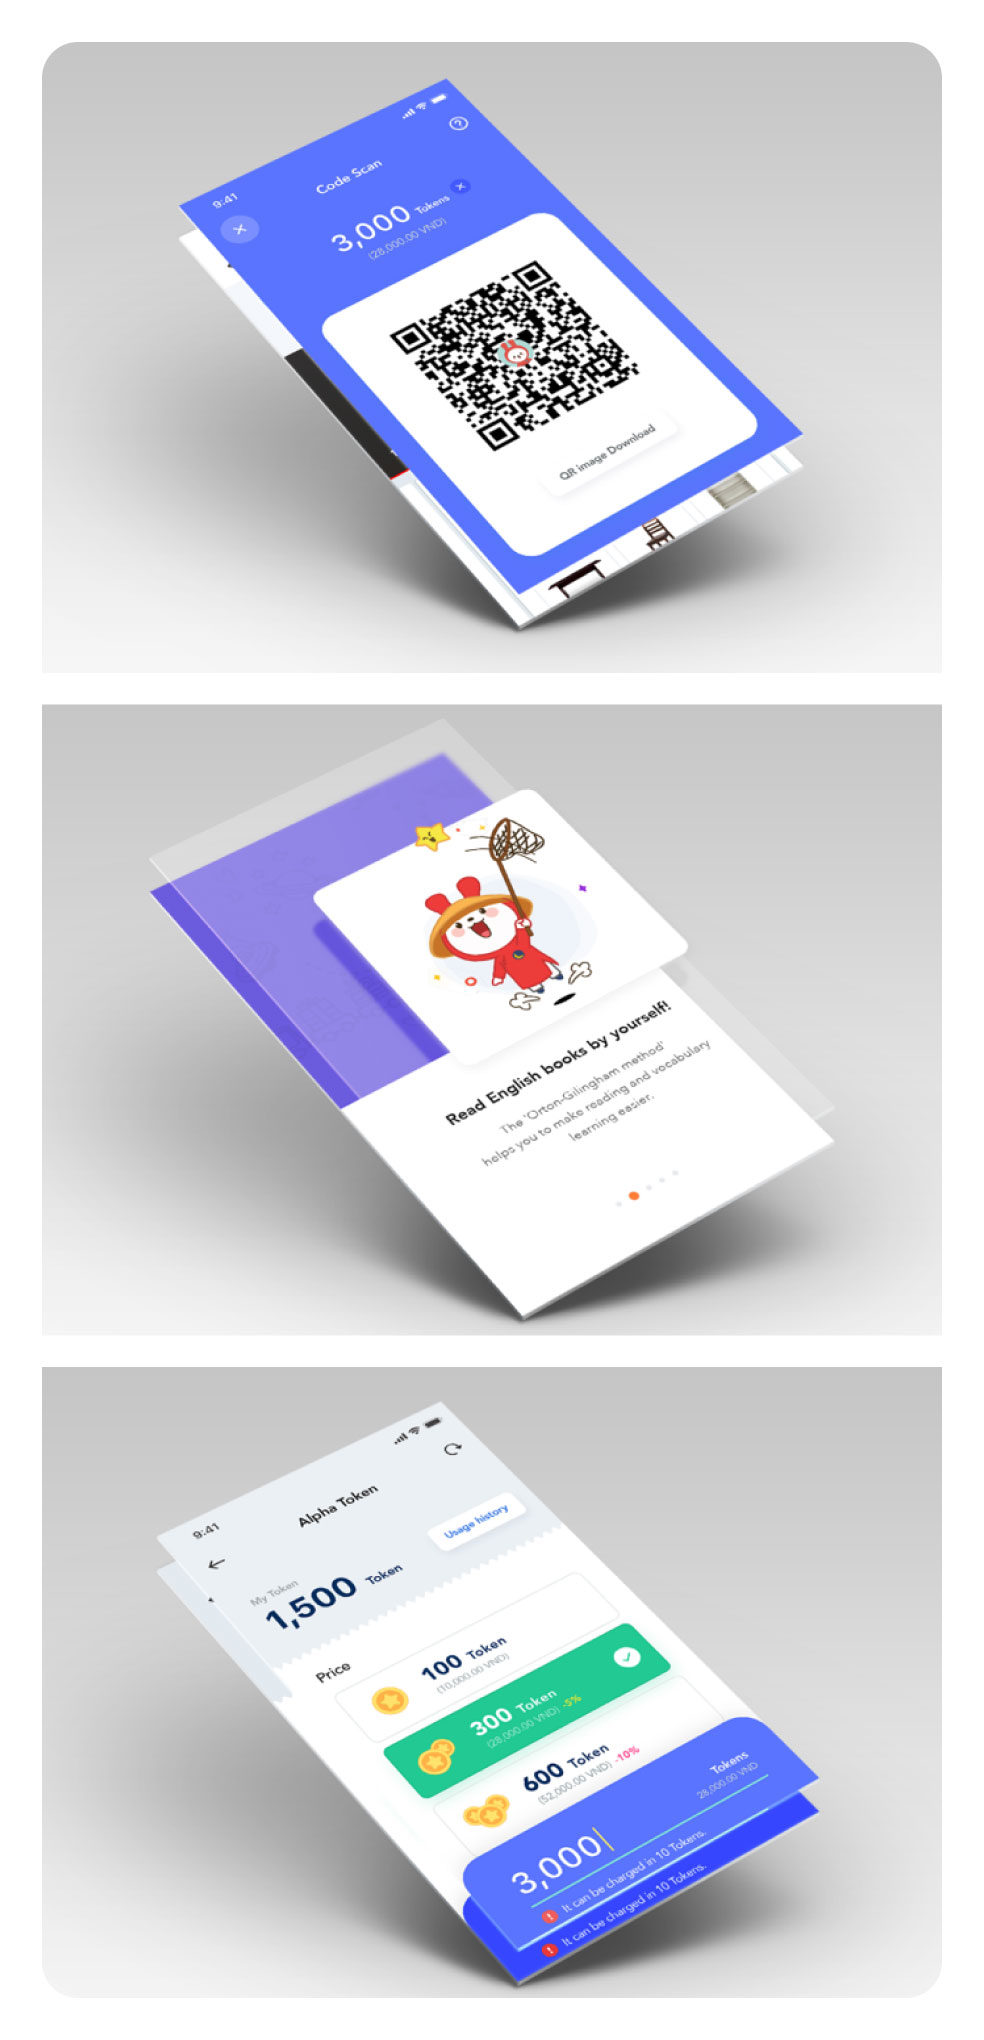 9:41
Code Scan
3,000 Tokens
(28,000.00 VND)
QR image Download
Read English books by yourself!
The 'Orton-Gilingham method'
helps you to make reading and vocabulary
learning easier.
9:41
Alpha Token
Usage history
My Token
1,500 Token
Price
100 Token
(10,000.00 VND)
300 Token
(28,000.00 VND) -5%
600 Token
(52,000.00 VND) -10%
Tokens
3,000
28,000.00 VND
It can be charged in 10 Tokens.
It can be charged in 10 Tokens.